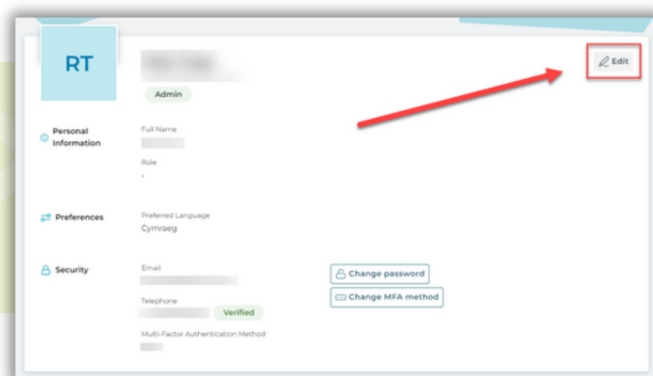 RT
Edit
Admin
Personal
Information
Full Name
Role
-
Preferences
Preferred Language
Cymraeg
Security
Email
Change password
Change MFA method
Telephone
Verified
Multi-Factor Authentication Method